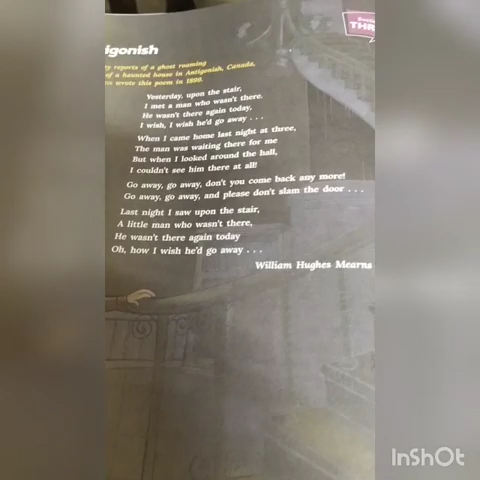 igonish
reports of a ghost roaming
of a haunted house in Antigonish, Canada,
wrote this poem in 1899.
Yesterday, upon the stair,
I met a man who wasn't there.
He wasn't there again today,
I wish, I wish he'd go away . . .
When I came home last night at three,
The man was waiting there for me
But when I looked around the hall,
I couldn't see him there at all!
Go away, go away, don't you come back any more!
Go away, go away, and please don't slam the door . . .
Last night I saw upon the stair,
A little man who wasn't there,
He wasn't there again today
Oh, how I wish he'd go away . . .
William Hughes Mearns
InShOt